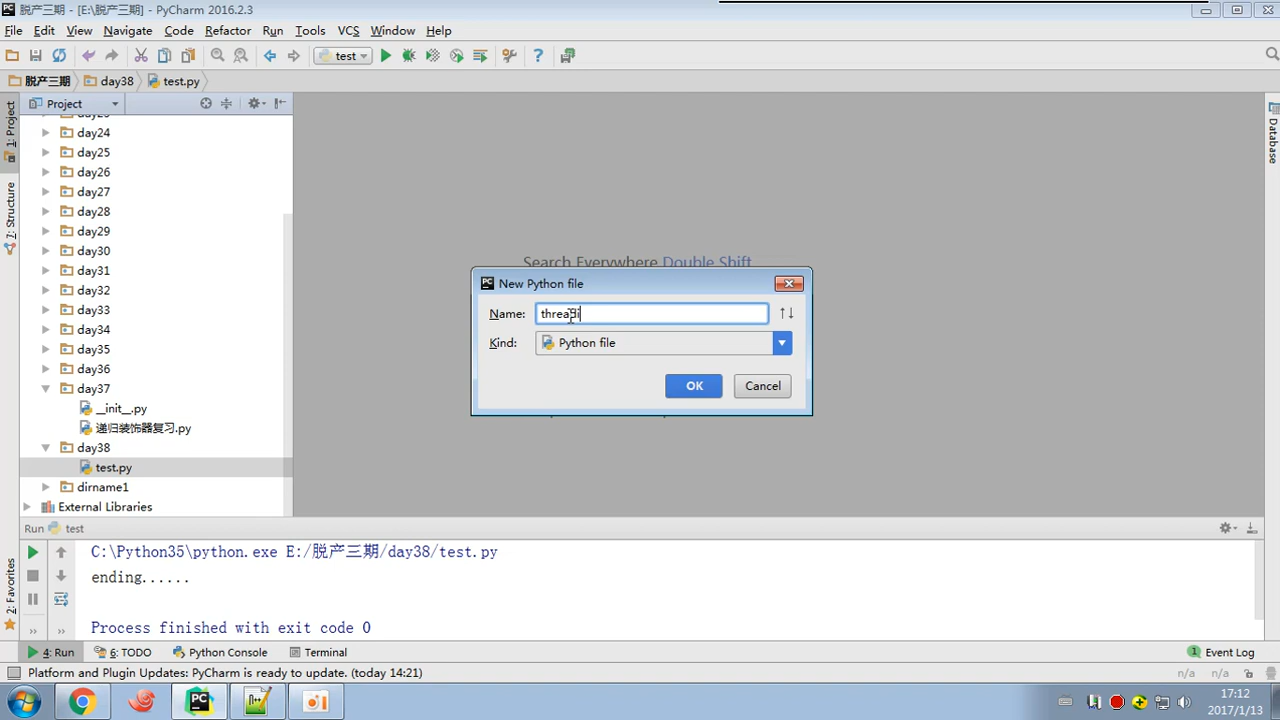 脱产三期 - [E:\脱产三期] - PyCharm 2016.2.3
File Edit View Navigate Code Refactor Run Tools VCS Window Help
test
脱产三期 day38 test.py
Project
1: Project
7: Structure
2: Favorites
Database
day24
day25
day26
day27
day28
day29
day30
day31
day32
day33
day34
day35
day36
day37
__init__.py
递归装饰器复习.py
day38
test.py
dirname1
External Libraries
Search Everywhere Double Shift
New Python file
Name: threadi
Kind: Python file
OK Cancel
Run test
C:\Python35\python.exe E:/脱产三期/day38/test.py
ending......
Process finished with exit code 0
4: Run 6: TODO Python Console Terminal 1 Event Log
Platform and Plugin Updates: PyCharm is ready to update. (today 14:21) n/a n/a
17:12
2017/1/13